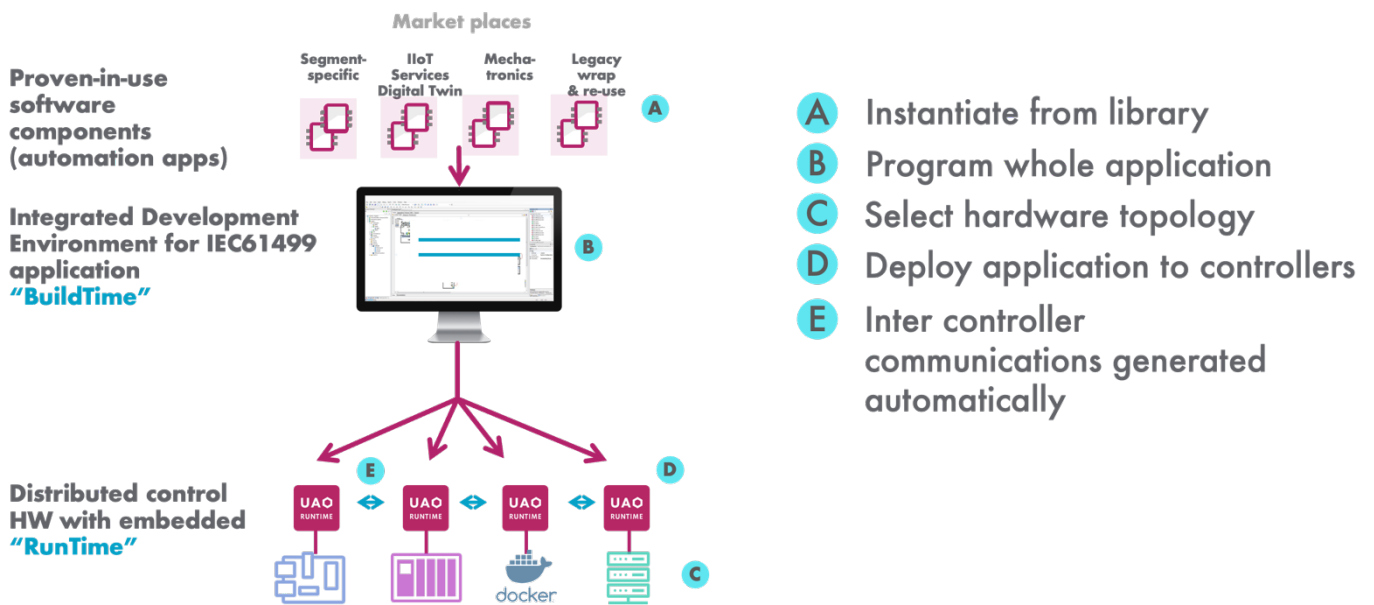 Market places
Segment-
specific
IIoT
Services
Digital Twin
Mecha-
tronics
Legacy
wrap
& re-use
Proven-in-use
software
components
(automation apps)
A
Integrated Development
Environment for IEC61499
application
“BuildTime”
B
E
D
Distributed control
HW with embedded
“RunTime”
UAO
RUNTIME
UAO
RUNTIME
UAO
RUNTIME
UAO
RUNTIME
docker
C
A Instantiate from library
B Program whole application
C Select hardware topology
D Deploy application to controllers
E Inter controller
communications generated
automatically